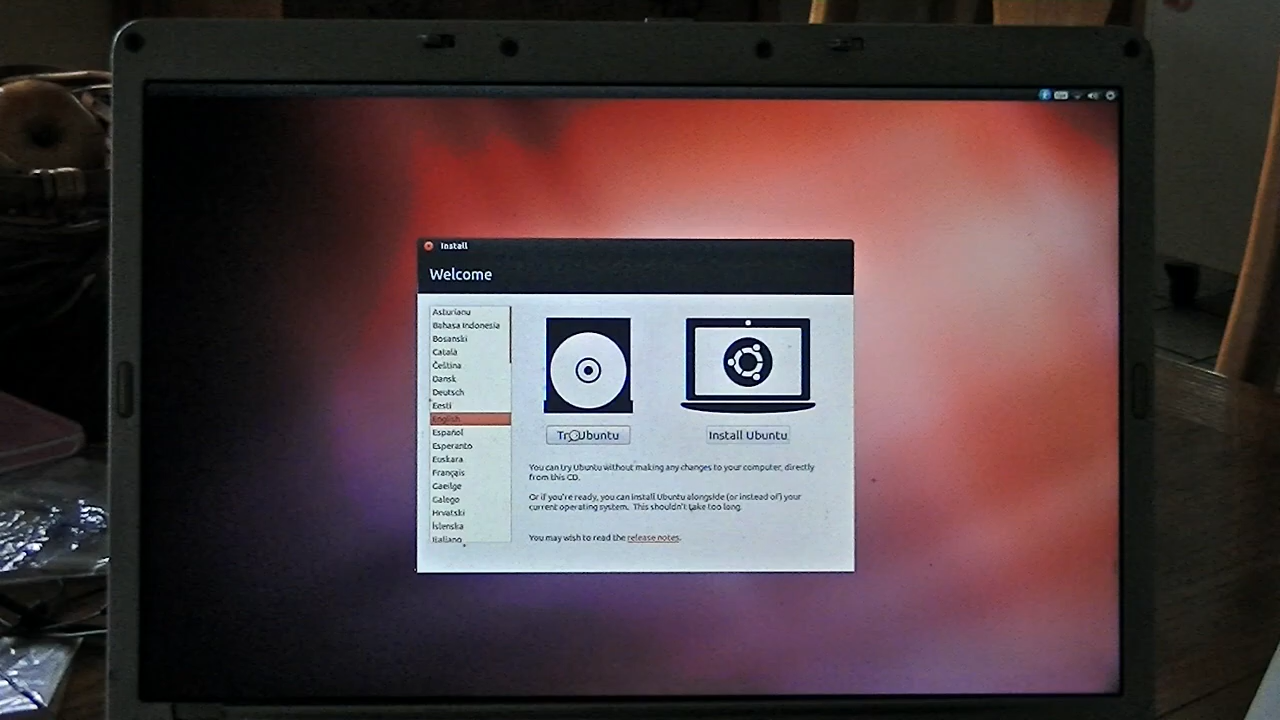 Install
Welcome
Asturianu
Bahasa Indonesia
Bosanski
Català
Čeština
Dansk
Deutsch
Eesti
English
Español
Esperanto
Euskara
Français
Gaeilge
Galego
Hrvatski
Íslenska
Italiano
Try Ubuntu
Install Ubuntu
You can try Ubuntu without making any changes to your computer, directly
from this CD.
Or if you're ready, you can install Ubuntu alongside (or instead of) your
current operating system. This shouldn't take too long.
You may wish to read the release notes.